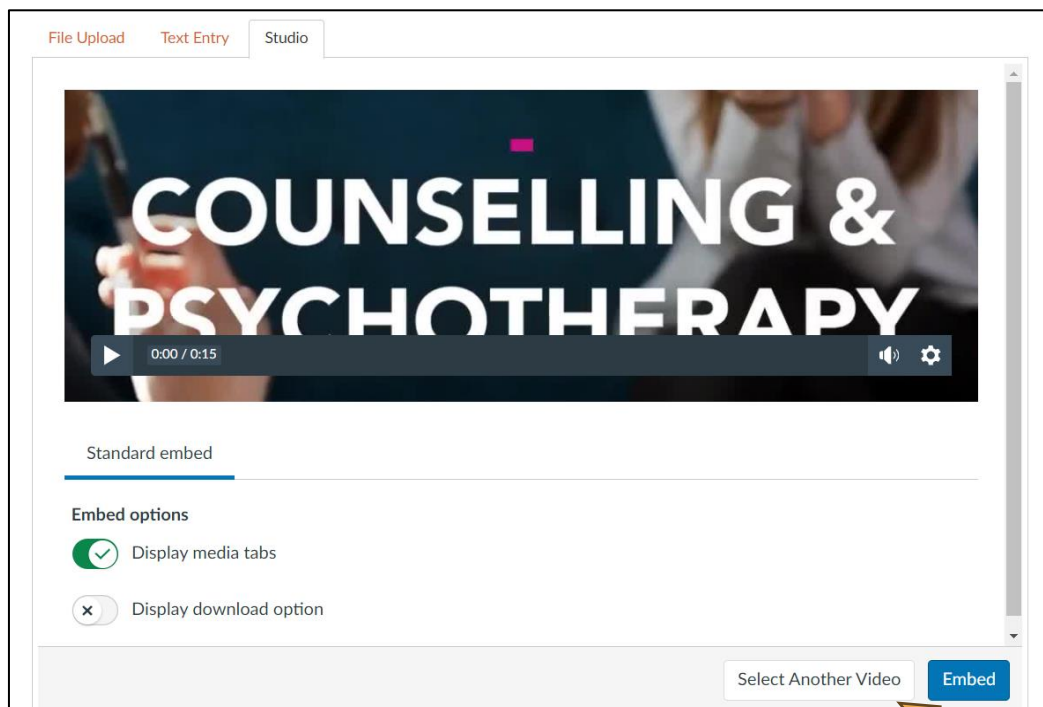 File Upload Text Entry Studio
COUNSELLING &
PSYCHOTHERAPY
0:00 / 0:15
Standard embed
Embed options
Display media tabs
Display download option
Select Another Video Embed